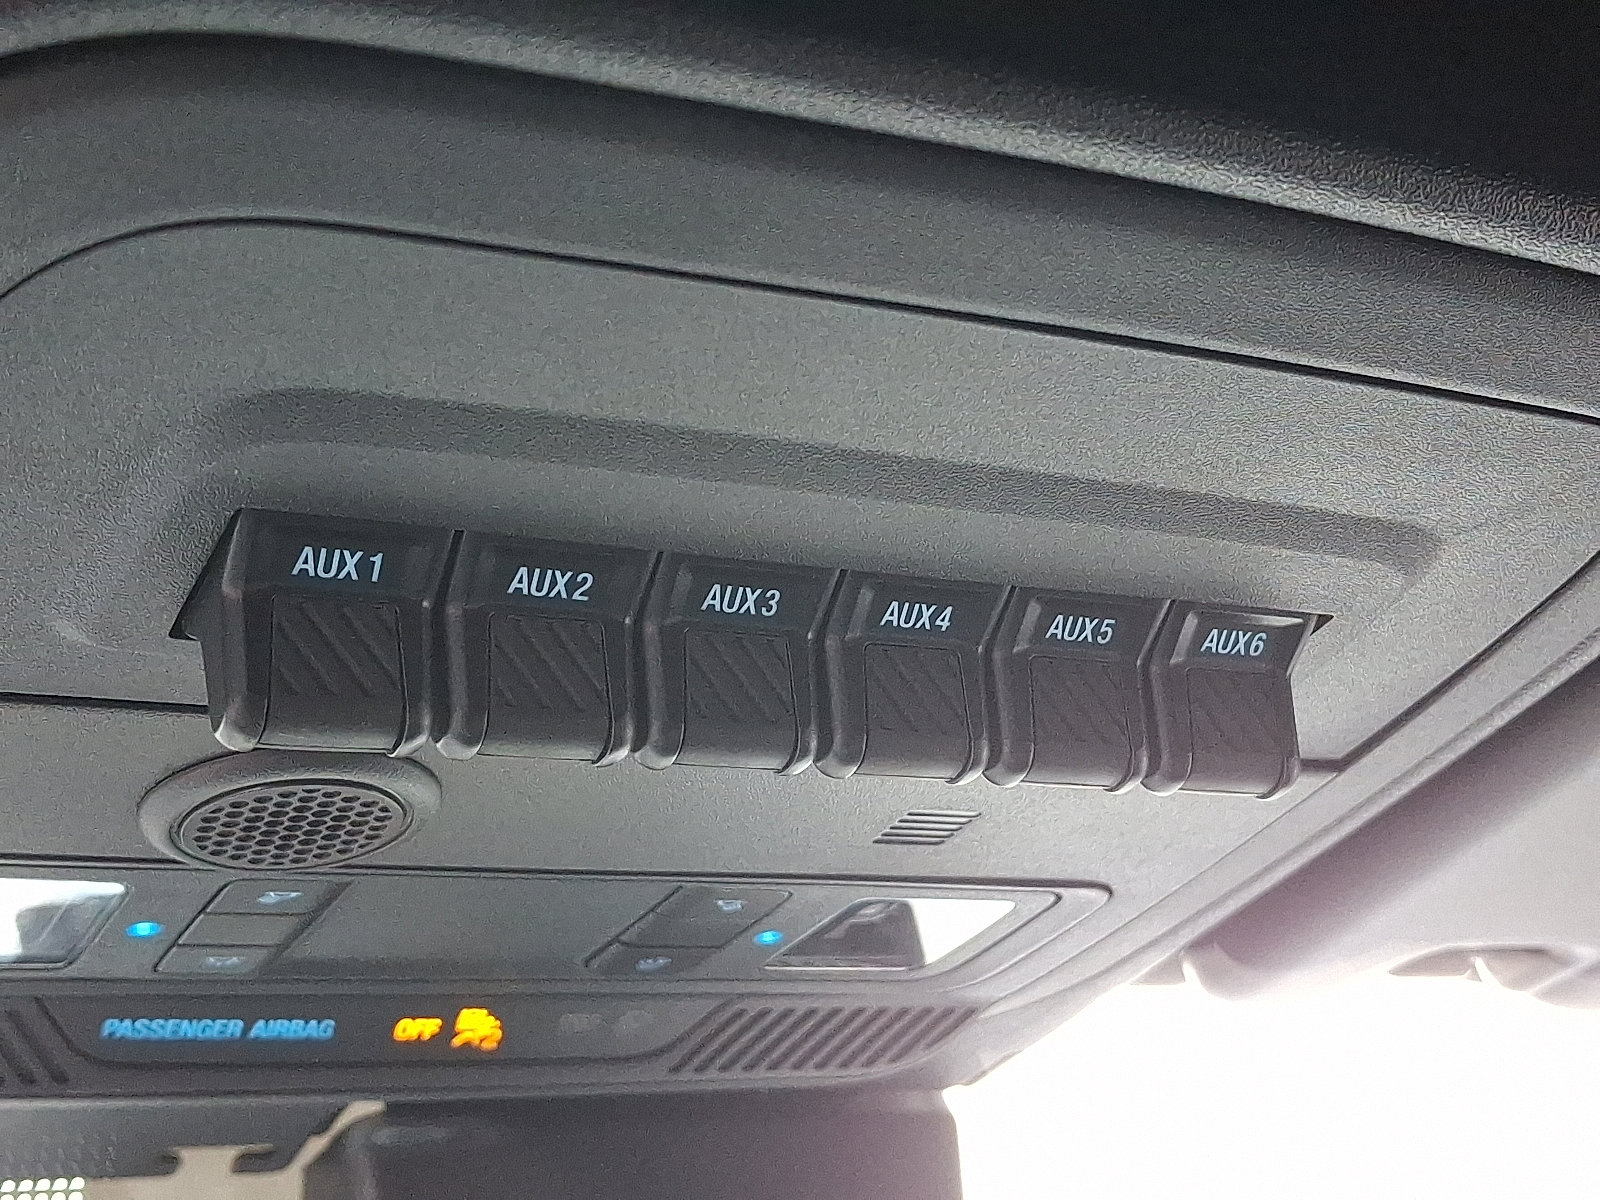 AUX 1 AUX 2 AUX 3 AUX 4 AUX 5 AUX 6
PASSENGER AIRBAG OFF